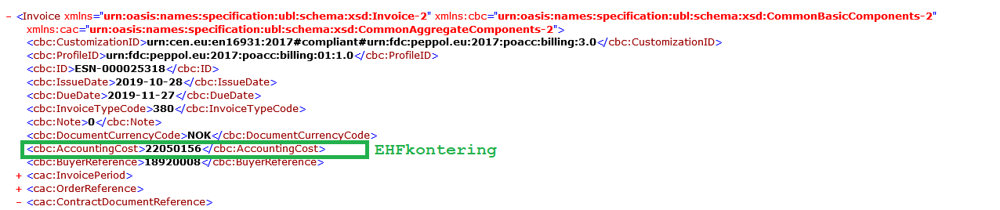 − <Invoice xmlns="urn:oasis:names:specification:ubl:schema:xsd:Invoice-2" xmlns:cbc="urn:oasis:names:specification:ubl:schema:xsd:CommonBasicComponents-2"
xmlns:cac="urn:oasis:names:specification:ubl:schema:xsd:CommonAggregateComponents-2">
<cbc:CustomizationID>urn:cen.eu:en16931:2017#compliant#urn:fdc:peppol.eu:2017:poacc:billing:3.0</cbc:CustomizationID>
<cbc:ProfileID>urn:fdc:peppol.eu:2017:poacc:billing:01:1.0</cbc:ProfileID>
<cbc:ID>ESN-000025318</cbc:ID>
<cbc:IssueDate>2019-10-28</cbc:IssueDate>
<cbc:DueDate>2019-11-27</cbc:DueDate>
<cbc:InvoiceTypeCode>380</cbc:InvoiceTypeCode>
<cbc:Note>0</cbc:Note>
<cbc:DocumentCurrencyCode>NOK</cbc:DocumentCurrencyCode>
<cbc:AccountingCost>22050156</cbc:AccountingCost> EHFkontering
<cbc:BuyerReference>18920008</cbc:BuyerReference>
+ <cac:InvoicePeriod>
+ <cac:OrderReference>
− <cac:ContractDocumentReference>